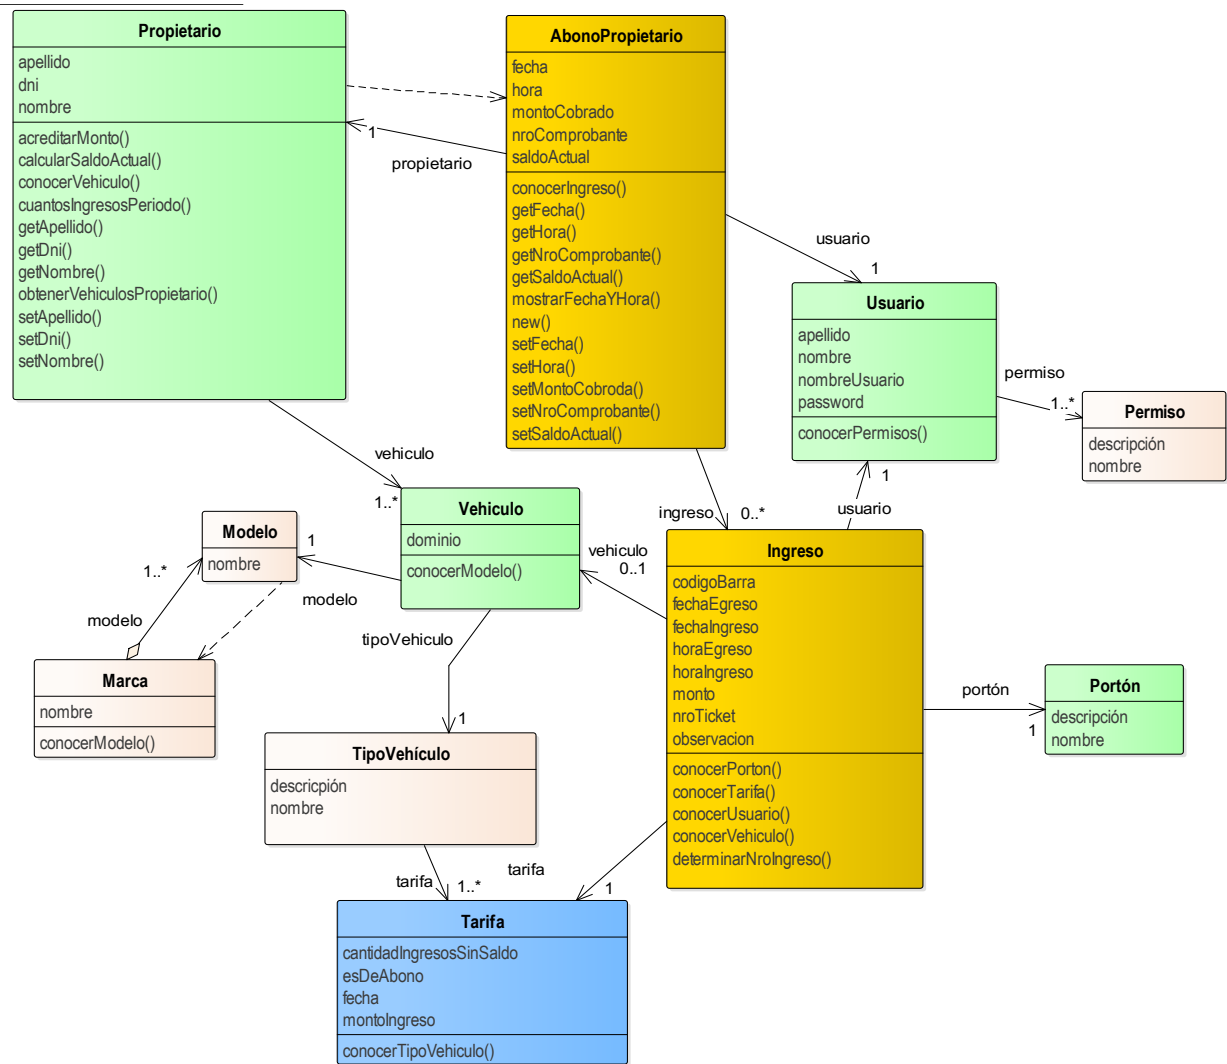 Propietario
apellido
dni
nombre
acreditarMonto()
calcularSaldoActual()
conocerVehiculo()
cuantosIngresosPeriodo()
getApellido()
getDni()
getNombre()
obtenerVehiculosPropietario()
setApellido()
setDni()
setNombre()
AbonoPropietario
fecha
hora
montoCobrado
nroComprobante
saldoActual
conocerIngreso()
getFecha()
getHora()
getNroComprobante()
getSaldoActual()
mostrarFechaYHora()
new()
setFecha()
setHora()
setMontoCobroda()
setNroComprobante()
setSaldoActual()
1
propietario
usuario
1
Usuario
apellido
nombre
nombreUsuario
password
conocerPermisos()
permiso
1..*
Permiso
descripción
nombre
vehiculo
1..*
ingreso
0..*
1
usuario
Vehiculo
dominio
conocerModelo()
Modelo
nombre
1
modelo
1..*
modelo
Marca
nombre
conocerModelo()
vehiculo
0..1
Ingreso
codigoBarra
fechaEgreso
fechaIngreso
horaEgreso
horaIngreso
monto
nroTicket
observacion
conocerPorton()
conocerTarifa()
conocerUsuario()
conocerVehiculo()
determinarNroIngreso()
portón
1
Portón
descripción
nombre
tipoVehiculo
1
TipoVehículo
descricpión
nombre
tarifa
1..*
tarifa
1
Tarifa
cantidadIngresosSinSaldo
esDeAbono
fecha
montoIngreso
conocerTipoVehiculo()